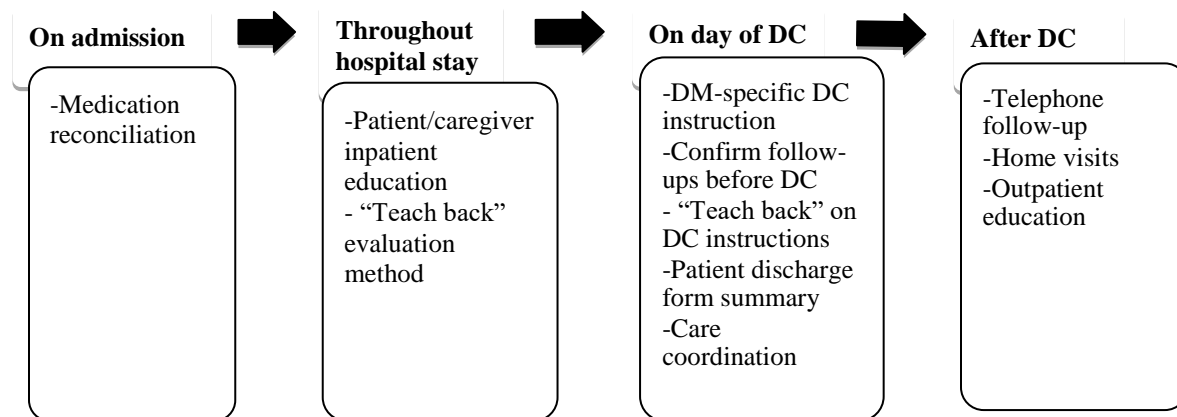 On admission
-Medication
reconciliation
Throughout
hospital stay
-Patient/caregiver
inpatient
education
- “Teach back”
evaluation
method
On day of DC
-DM-specific DC
instruction
-Confirm follow-
ups before DC
- “Teach back” on
DC instructions
-Patient discharge
form summary
-Care
coordination
After DC
-Telephone
follow-up
-Home visits
-Outpatient
education